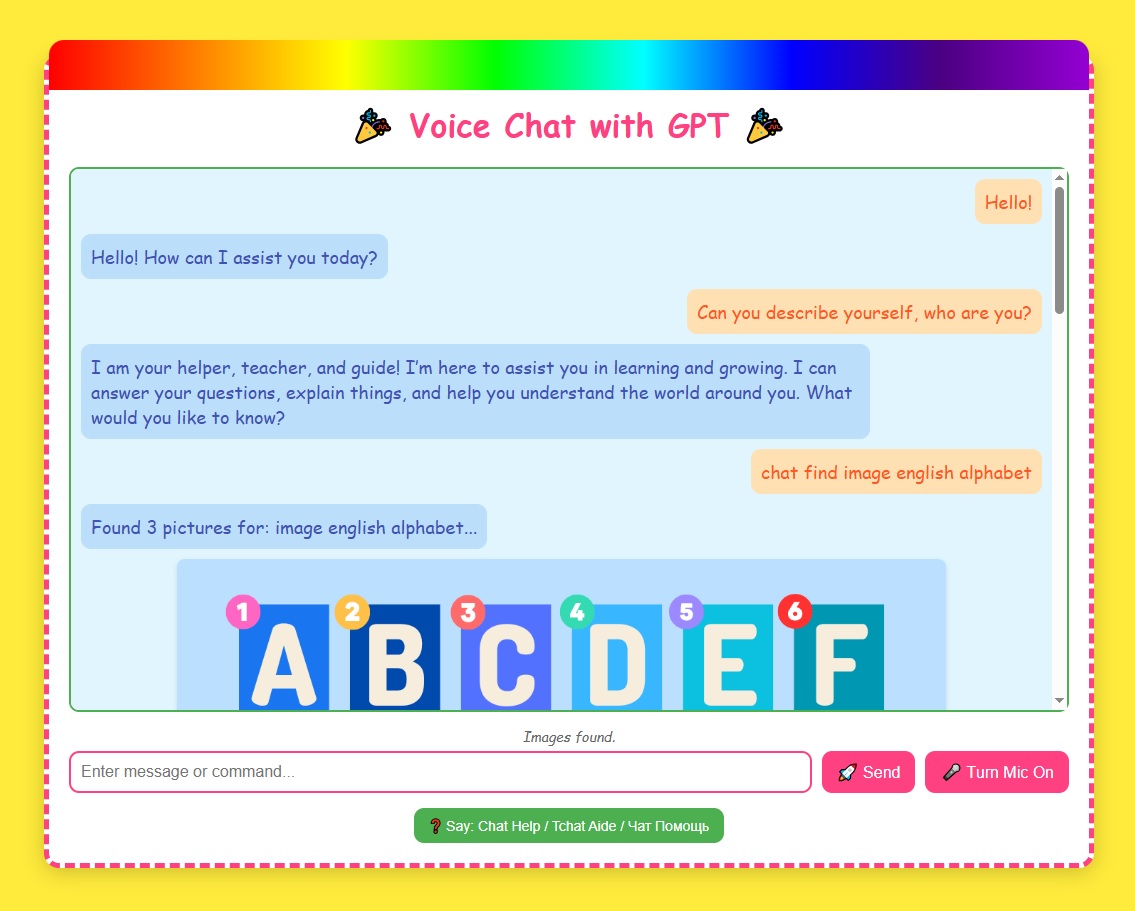 Voice Chat with GPT
Hello!
Hello! How can I assist you today?
Can you describe yourself, who are you?
I am your helper, teacher, and guide! I'm here to assist you in learning and growing. I can
answer your questions, explain things, and help you understand the world around you. What
would you like to know?
chat find image english alphabet
Found 3 pictures for: image english alphabet...
1 2 3 4 5 6
A B C D E F
Images found.
Enter message or command...
Send
Turn Mic On
Say: Chat Help / Tchat Aide / Чат Помощь